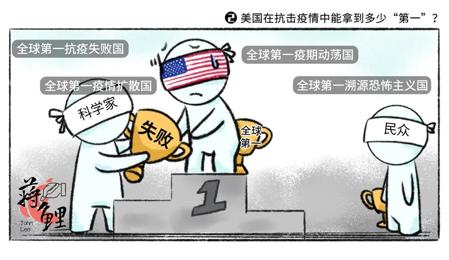 ② 美国在抗击疫情中能拿到多少“第一”？
全球第一抗疫失败国
全球第一疫期动荡国
全球第一疫情扩散国
全球第一溯源恐怖主义国
科学家
失败
全球
第一
民众
1
蒋鲤
John
Lee